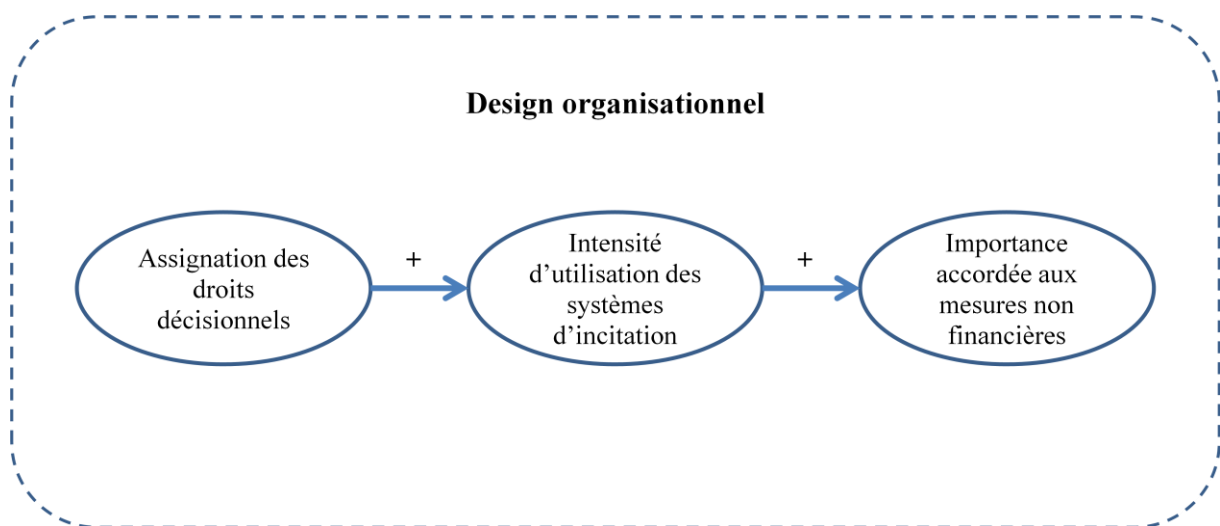 Design organisationnel
Assignation des
droits
décisionnels
+
Intensité
d’utilisation des
systèmes
d’incitation
+
Importance
accordée aux
mesures non
financières